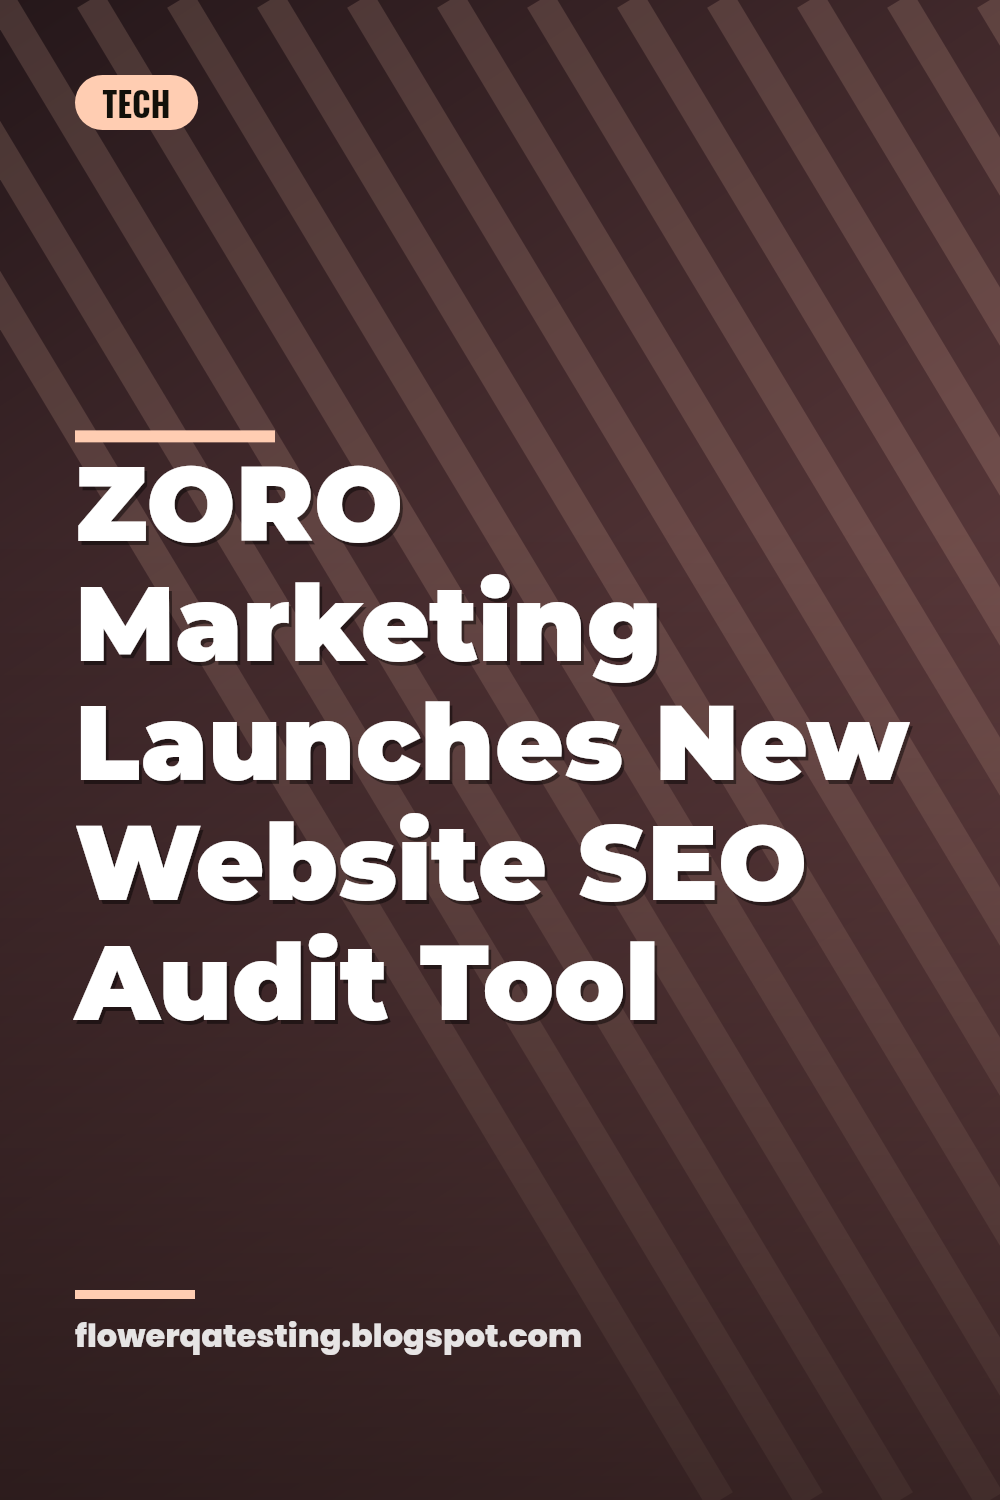 TECH
ZORO
Marketing
Launches New
Website SEO
Audit Tool
flowerqatesting.blogspot.com